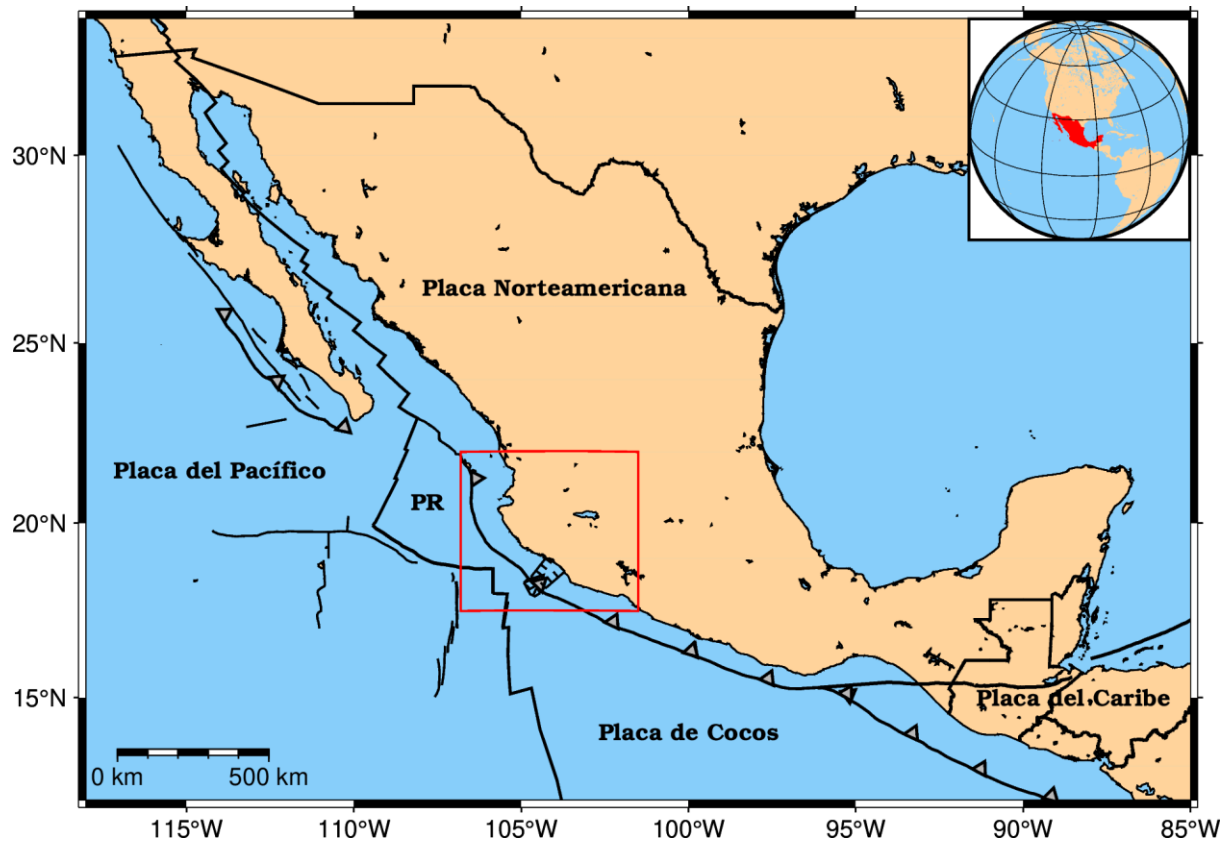 30°N
Placa Norteamericana
25°N
Placa del Pacífico
PR
20°N
15°N
Placa del Caribe
Placa de Cocos
0 km 500 km
115°W 110°W 105°W 100°W 95°W 90°W 85°W